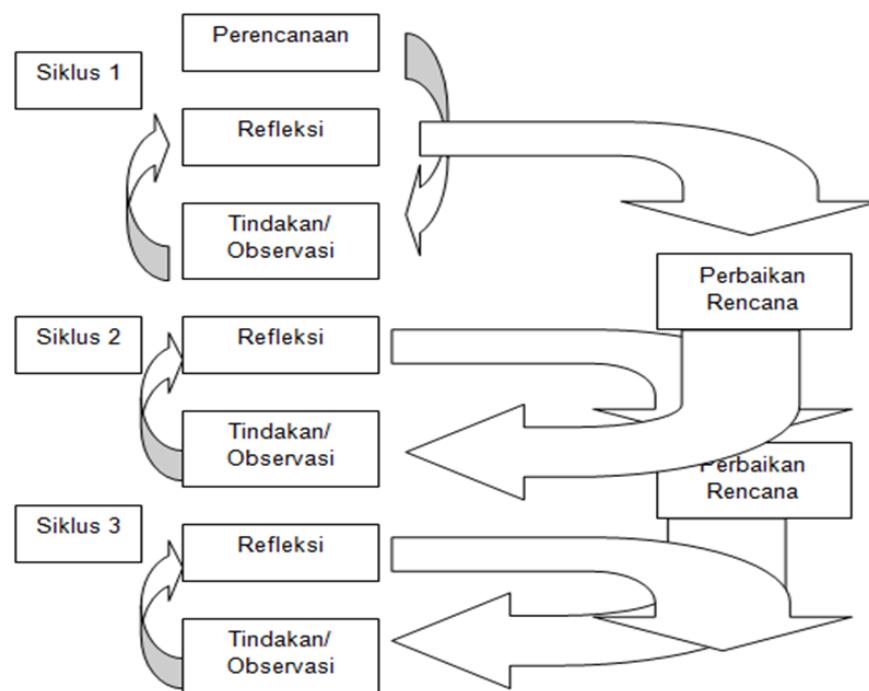 Perencanaan
Siklus 1
Refleksi
Tindakan/
Observasi
Perbaikan
Rencana
Siklus 2
Refleksi
Tindakan/
Observasi
Perbaikan
Rencana
Siklus 3
Refleksi
Tindakan/
Observasi